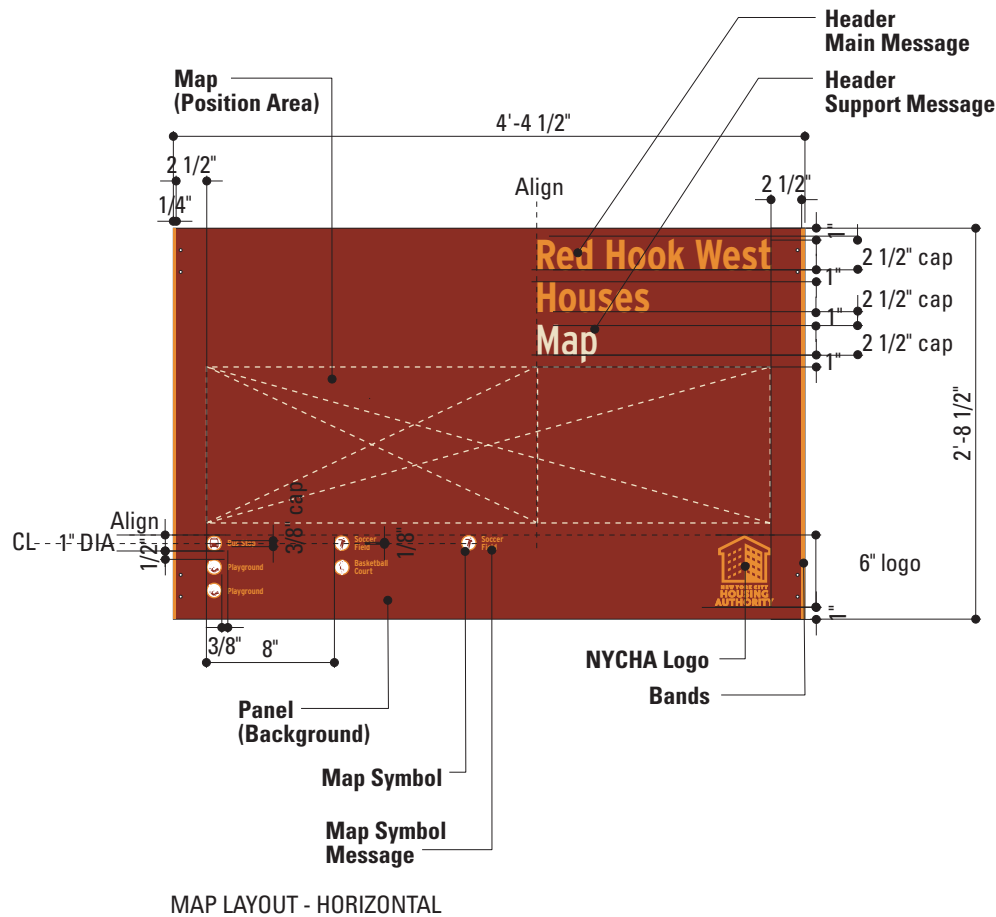 Header
Main Message
Map
(Position Area)
Header
Support Message
4'-4 1/2"
2 1/2"
Align
2 1/2"
1/4"
1"
Red Hook West
2 1/2" cap
1"
Houses
2 1/2" cap
1"
Map
2 1/2" cap
1"
2'-8 1/2"
3/8" cap
Align
CL
1" DIA
1/2"
Bus Stop
Soccer
Field
1/8"
Soccer
Field
Playground
Basketball
Court
6" logo
Playground
NEW YORK CITY
HOUSING
AUTHORITY
1"
3/8"
8"
NYCHA Logo
Bands
Panel
(Background)
Map Symbol
Map Symbol
Message
MAP LAYOUT - HORIZONTAL